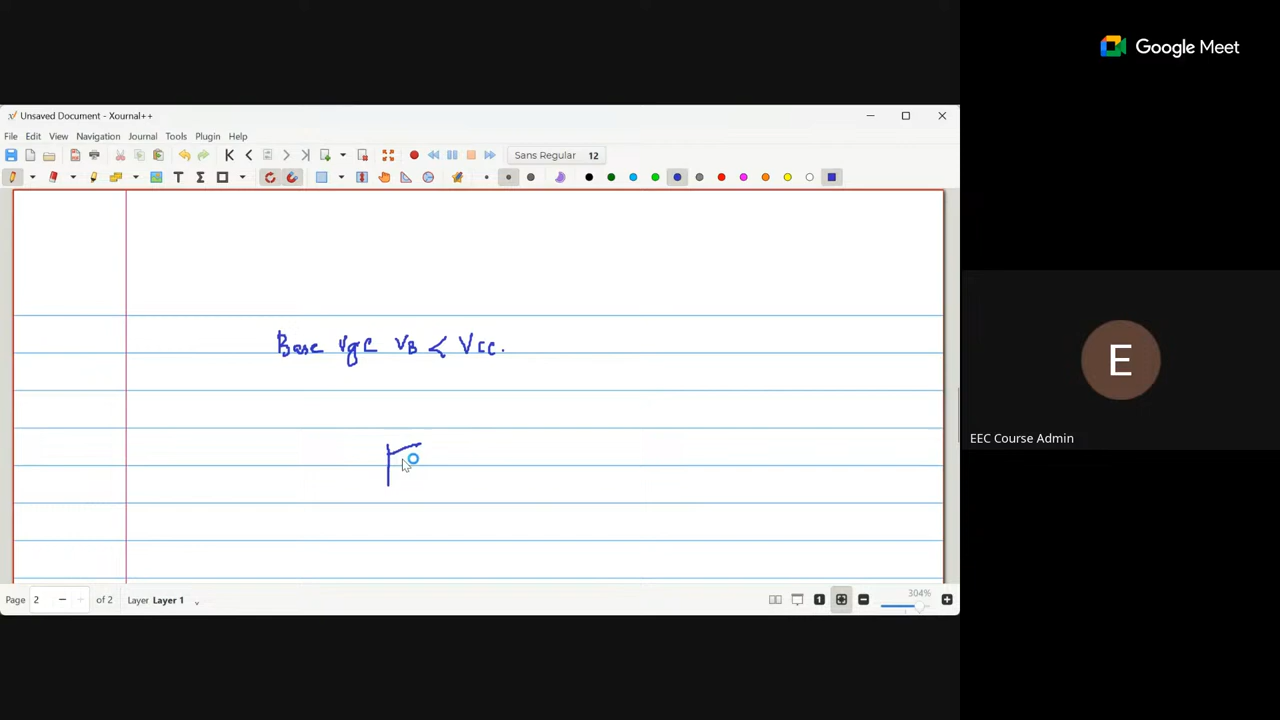 Google Meet
Unsaved Document - Xournal++
File Edit View Navigation Journal Tools Plugin Help
Sans Regular 12
Base Vge VB < VCC.
EEC Course Admin
E
Page 2 of 2 Layer Layer 1
304%